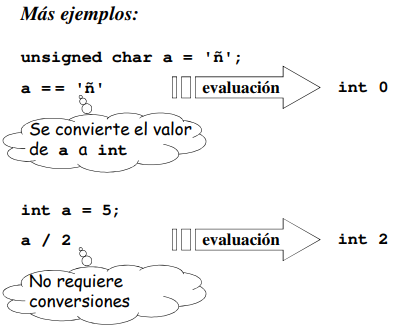 Más ejemplos:
unsigned char a = 'ñ';
a == 'ñ'
evaluación
int 0
Se convierte el valor
de a a int
int a = 5;
a / 2
evaluación
int 2
No requiere
conversiones